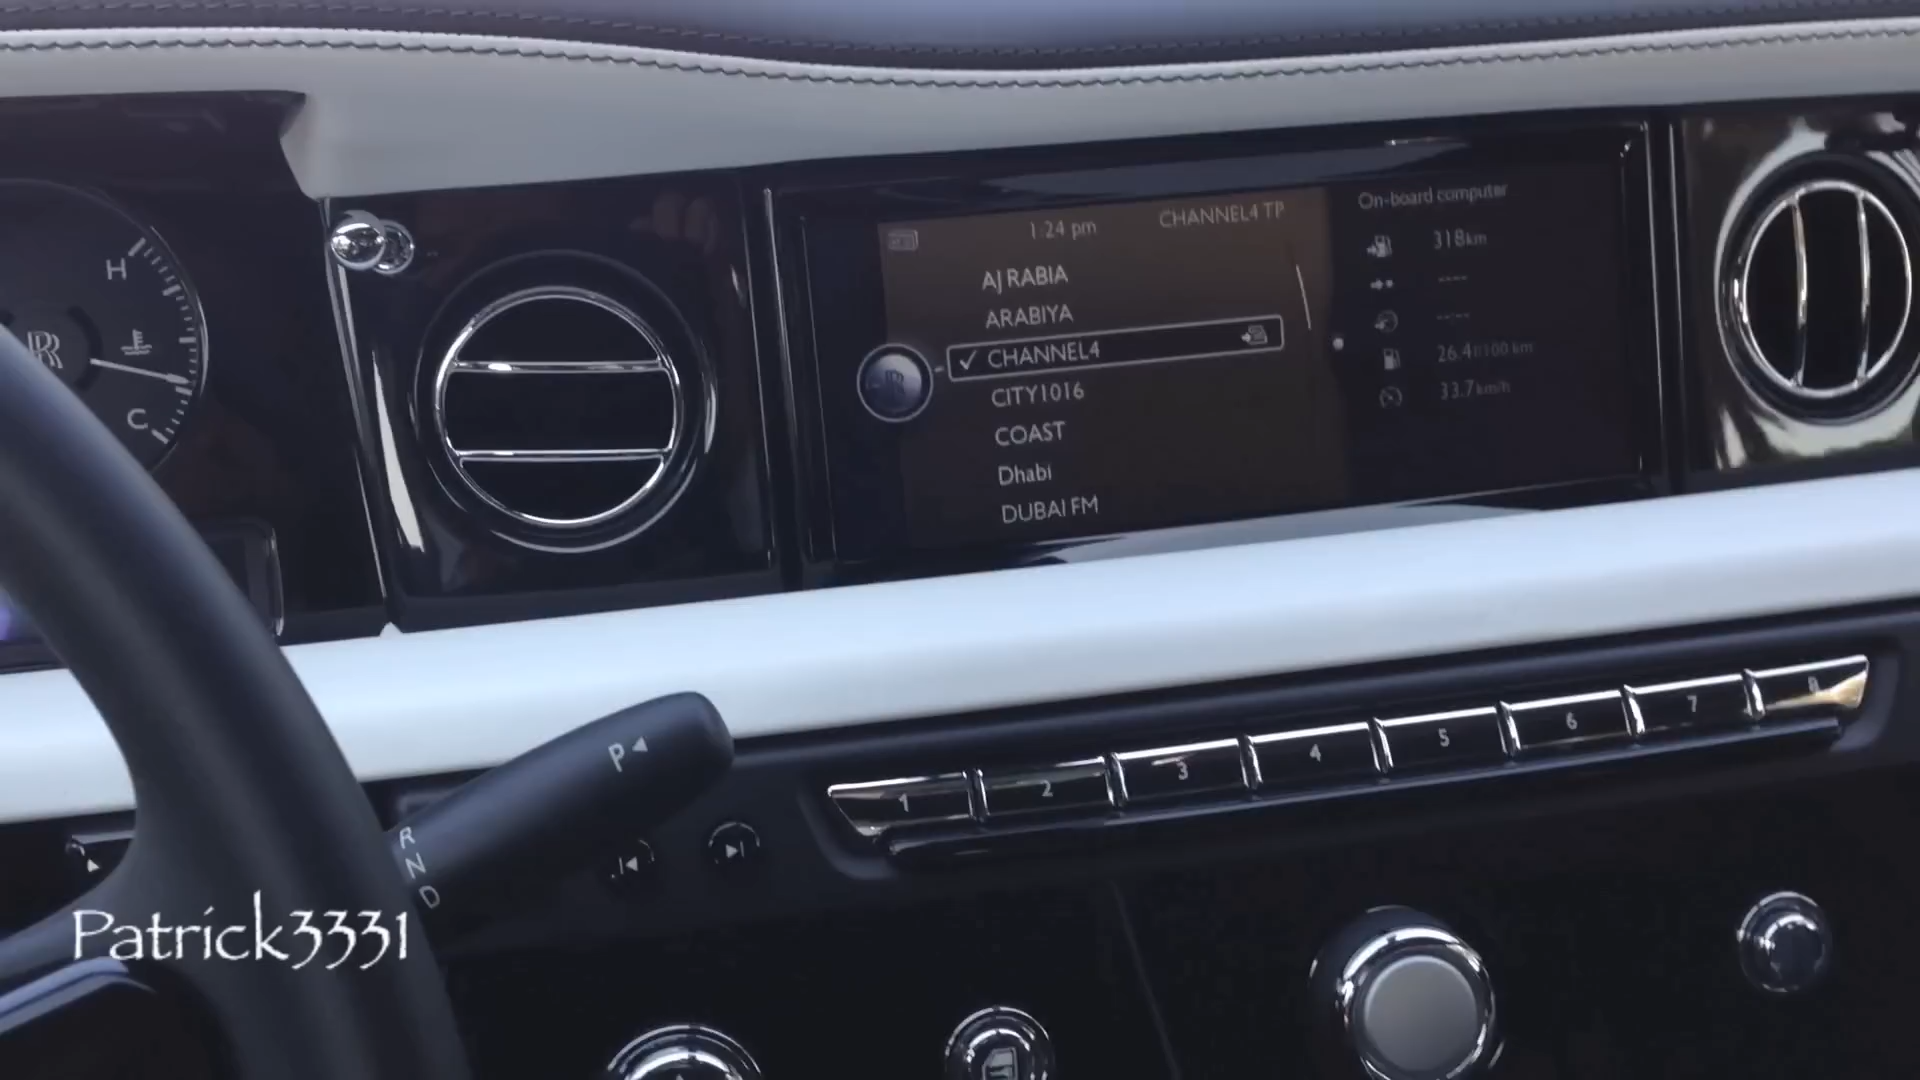 H
C
RR
1:24 pm
CHANNEL4 TP
AJ RABIA
ARABIYA
CHANNEL4
CITY1016
COAST
Dhabi
DUBAI FM
On-board computer
318km
----
--:--
26.4l/100 km
33.7km/h
P
R
N
D
1
2
3
4
5
6
7
8
Patrick3331